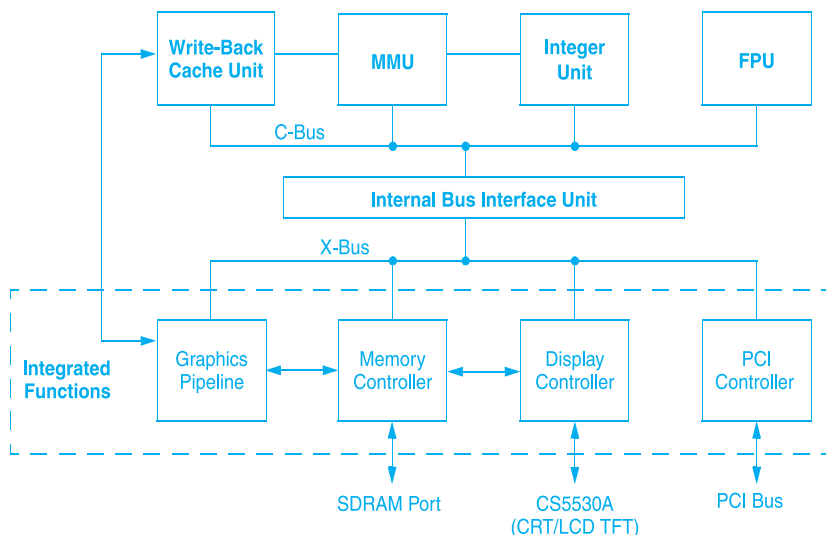 Write-Back
Cache Unit
MMU
Integer
Unit
FPU
C-Bus
Internal Bus Interface Unit
X-Bus
Integrated
Functions
Graphics
Pipeline
Memory
Controller
Display
Controller
PCI
Controller
SDRAM Port
CS5530A
(CRT/LCD TFT)
PCI Bus